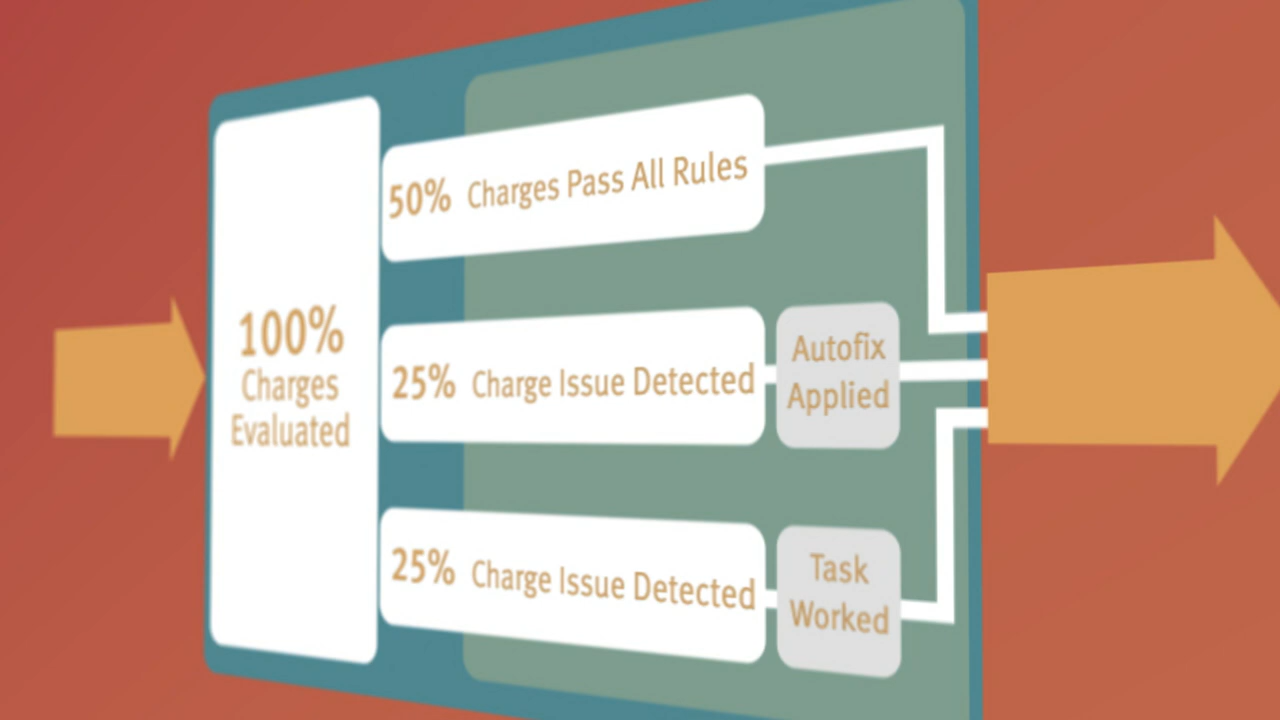 100%
Charges
Evaluated
50% Charges Pass All Rules
25% Charge Issue Detected
Autofix
Applied
25% Charge Issue Detected
Task
Worked